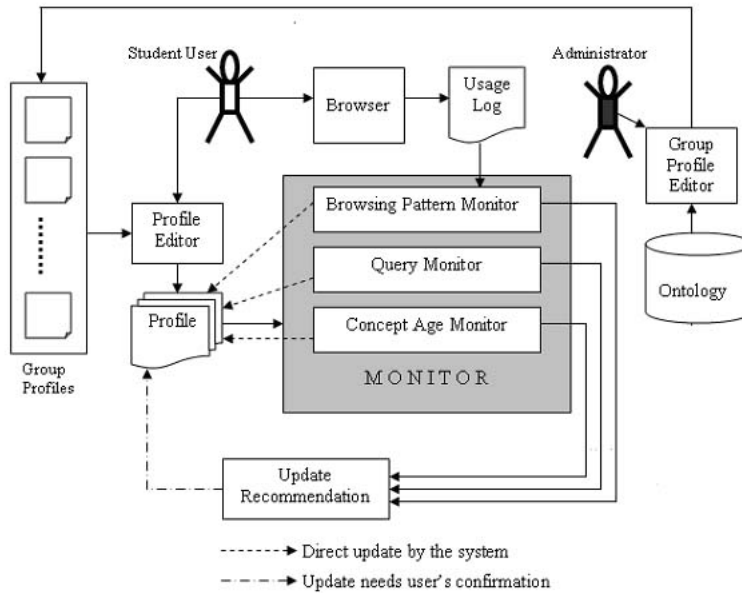 Student User
Administrator
Browser
Usage
Log
Group
Profile
Editor
Profile
Editor
Browsing Pattern Monitor
Query Monitor
Ontology
Profile
Concept Age Monitor
MONITOR
Group
Profiles
Update
Recommendation
Direct update by the system
Update needs user's confirmation